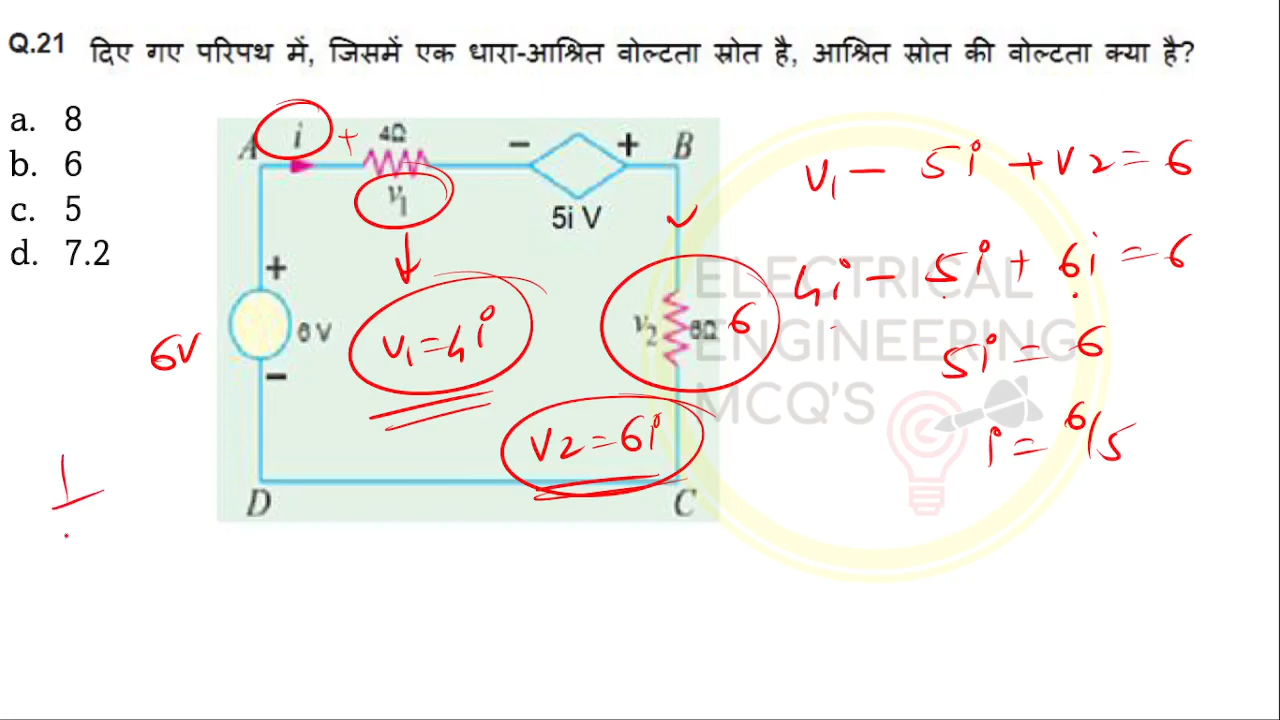 Q.21 दिए गए परिपथ में, जिसमें एक धारा-आश्रित वोल्टता स्रोत है, आश्रित स्रोत की वोल्टता क्या है?
a. 8
b. 6
c. 5
d. 7.2
A i + 4Ω - + B
v₁
5i V
+
6V 6 V
-
v₁=4i
v₂ 6
v2=6i
D C
v₁ - 5i + v2 = 6
4i - 5i + 6i = 6
5i = 6
i = 6/5
ELECTRICAL
ENGINEERING
MCQ'S